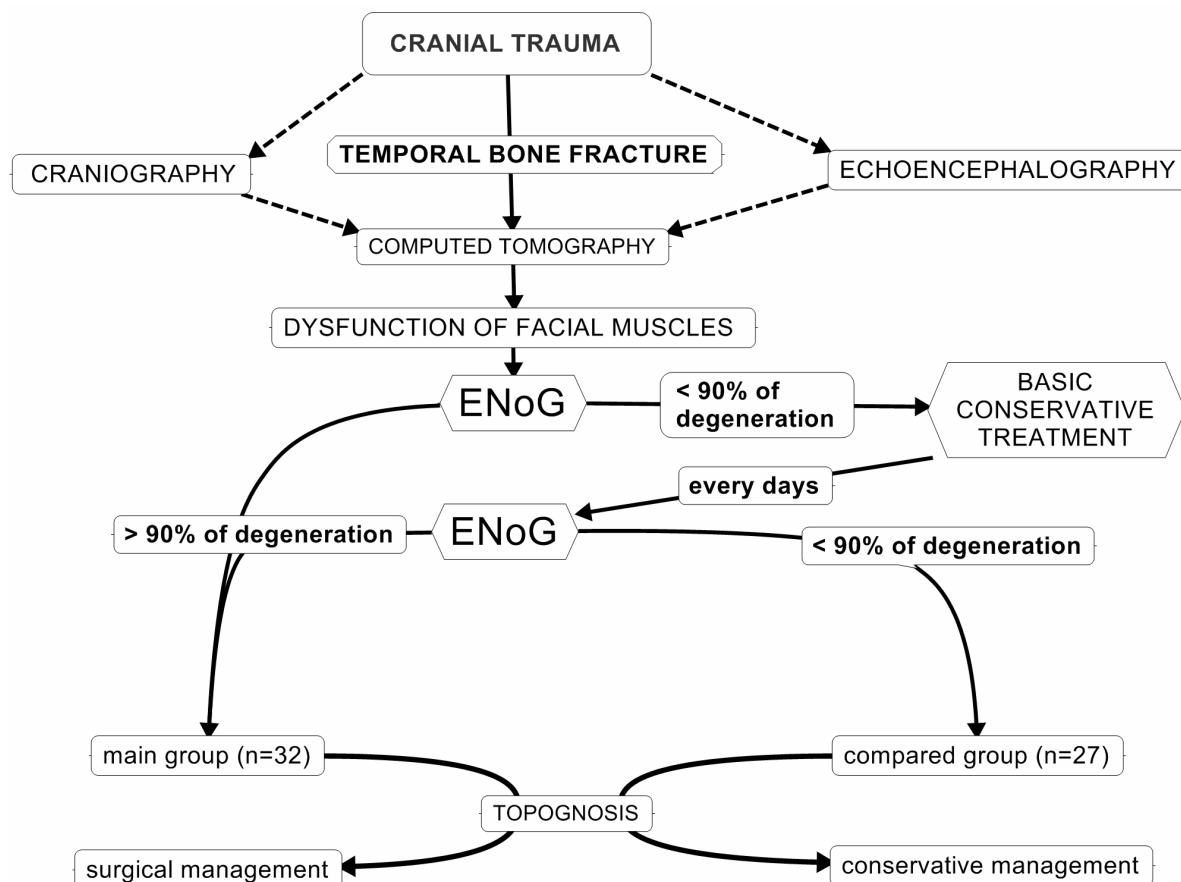 CRANIAL TRAUMA
TEMPORAL BONE FRACTURE
CRANIOGRAPHY
ECHOENCEPHALOGRAPHY
COMPUTED TOMOGRAPHY
DYSFUNCTION OF FACIAL MUSCLES
ENoG
< 90% of
degeneration
BASIC
CONSERVATIVE
TREATMENT
every days
> 90% of degeneration
ENoG
< 90% of degeneration
main group (n=32)
compared group (n=27)
TOPOGNOSIS
surgical management
conservative management